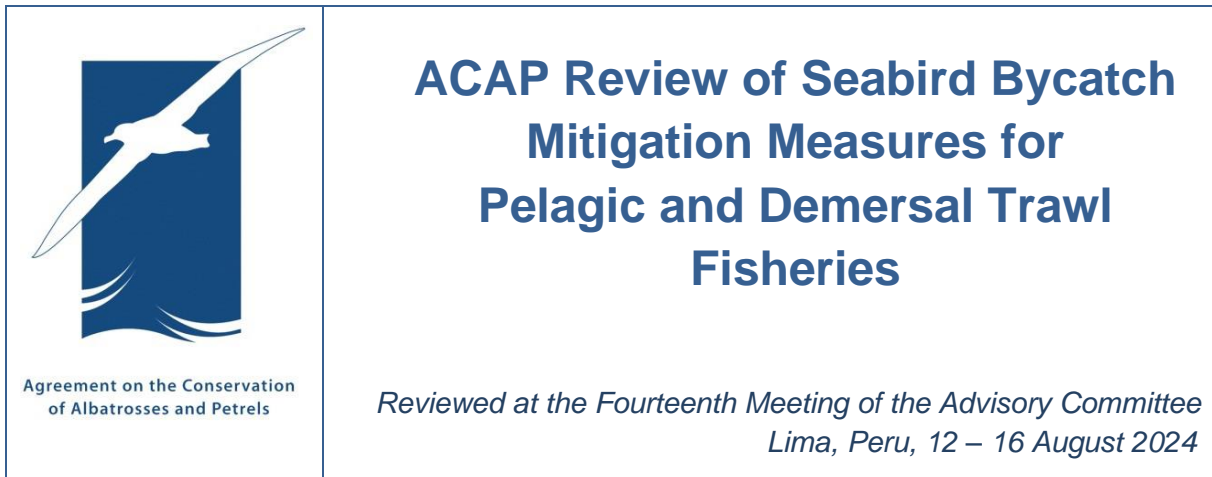 ACAP Review of Seabird Bycatch
Mitigation Measures for
Pelagic and Demersal Trawl
Fisheries
Agreement on the Conservation
of Albatrosses and Petrels
Reviewed at the Fourteenth Meeting of the Advisory Committee
Lima, Peru, 12 – 16 August 2024